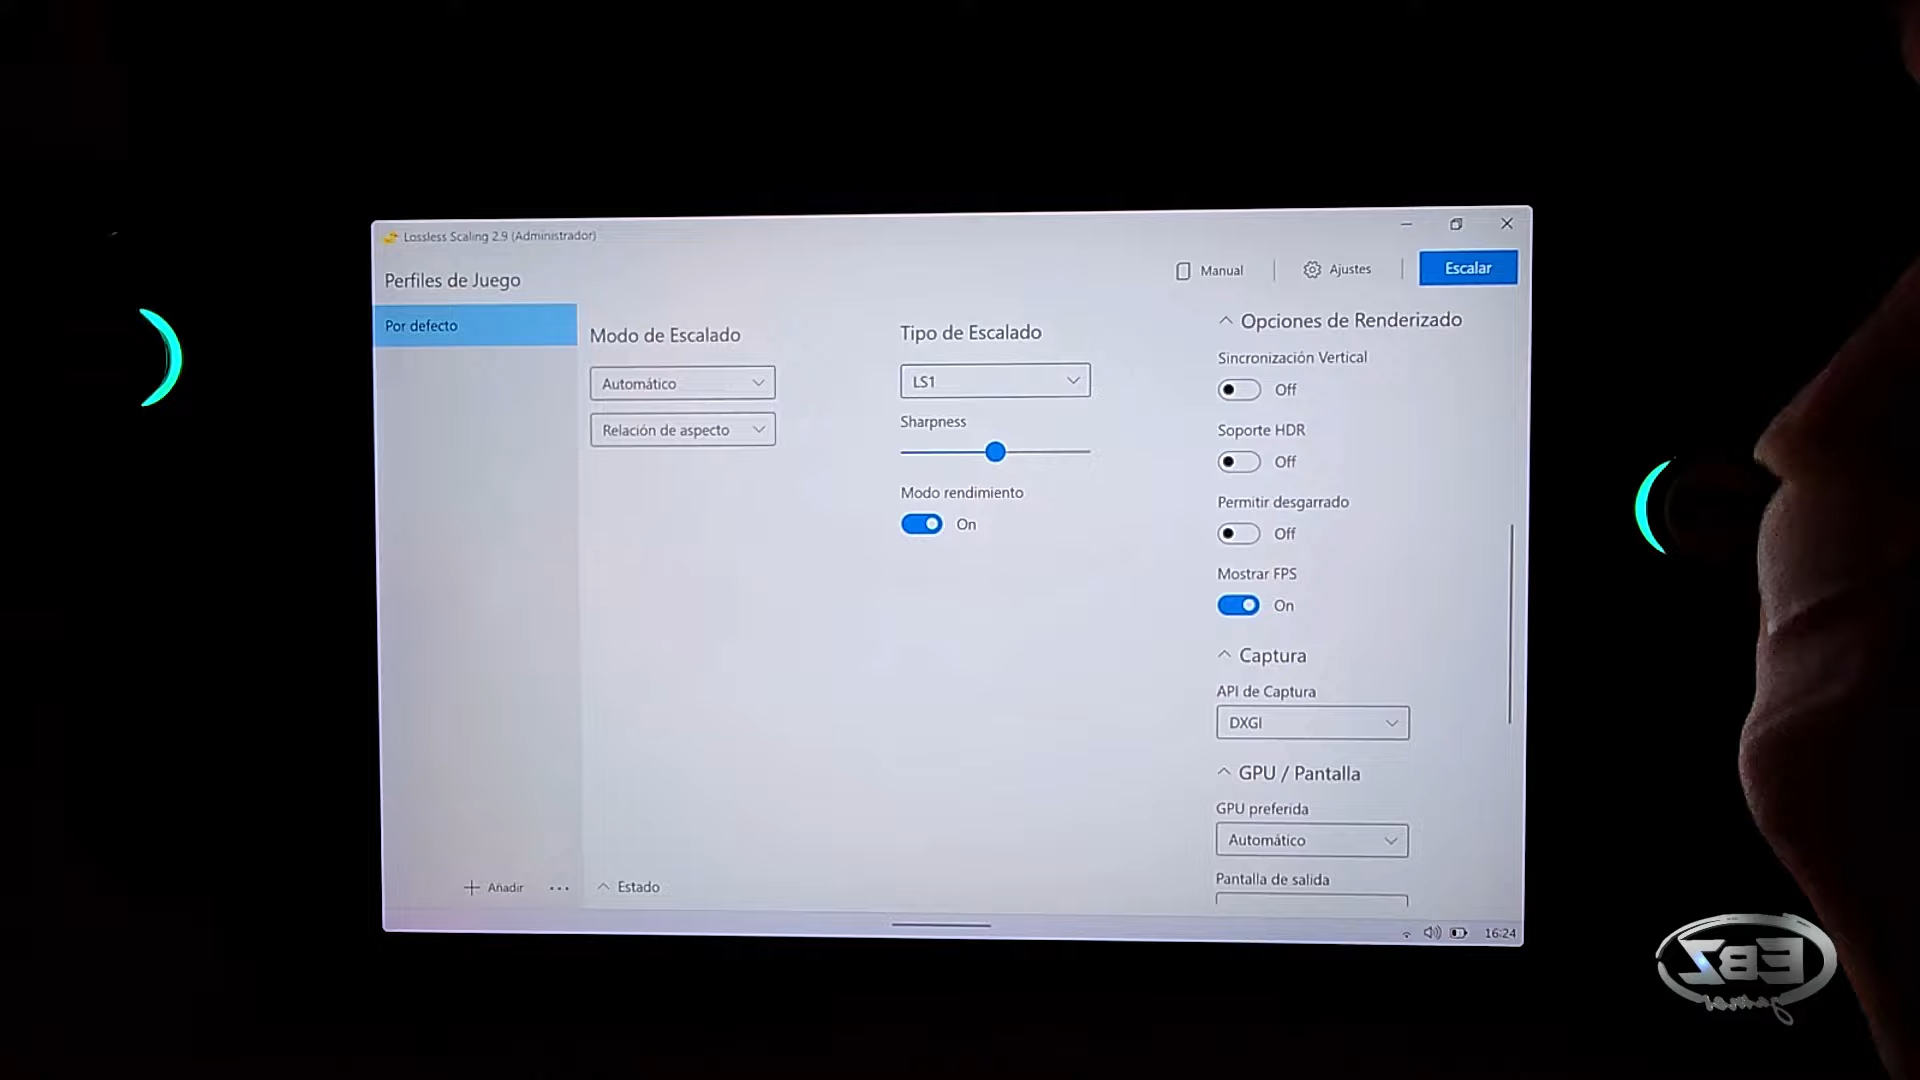 Lossless Scaling 2.9 (Administrador)
Perfiles de Juego
Manual
Ajustes
Escalar
Por defecto
Modo de Escalado
Automático
Relación de aspecto
Tipo de Escalado
LS1
Sharpness
Modo rendimiento
On
Opciones de Renderizado
Sincronización Vertical
Off
Soporte HDR
Off
Permitir desgarrado
Off
Mostrar FPS
On
Captura
API de Captura
DXGI
GPU / Pantalla
GPU preferida
Automático
Pantalla de salida
Añadir
Estado
16:24
EBZ
gamer